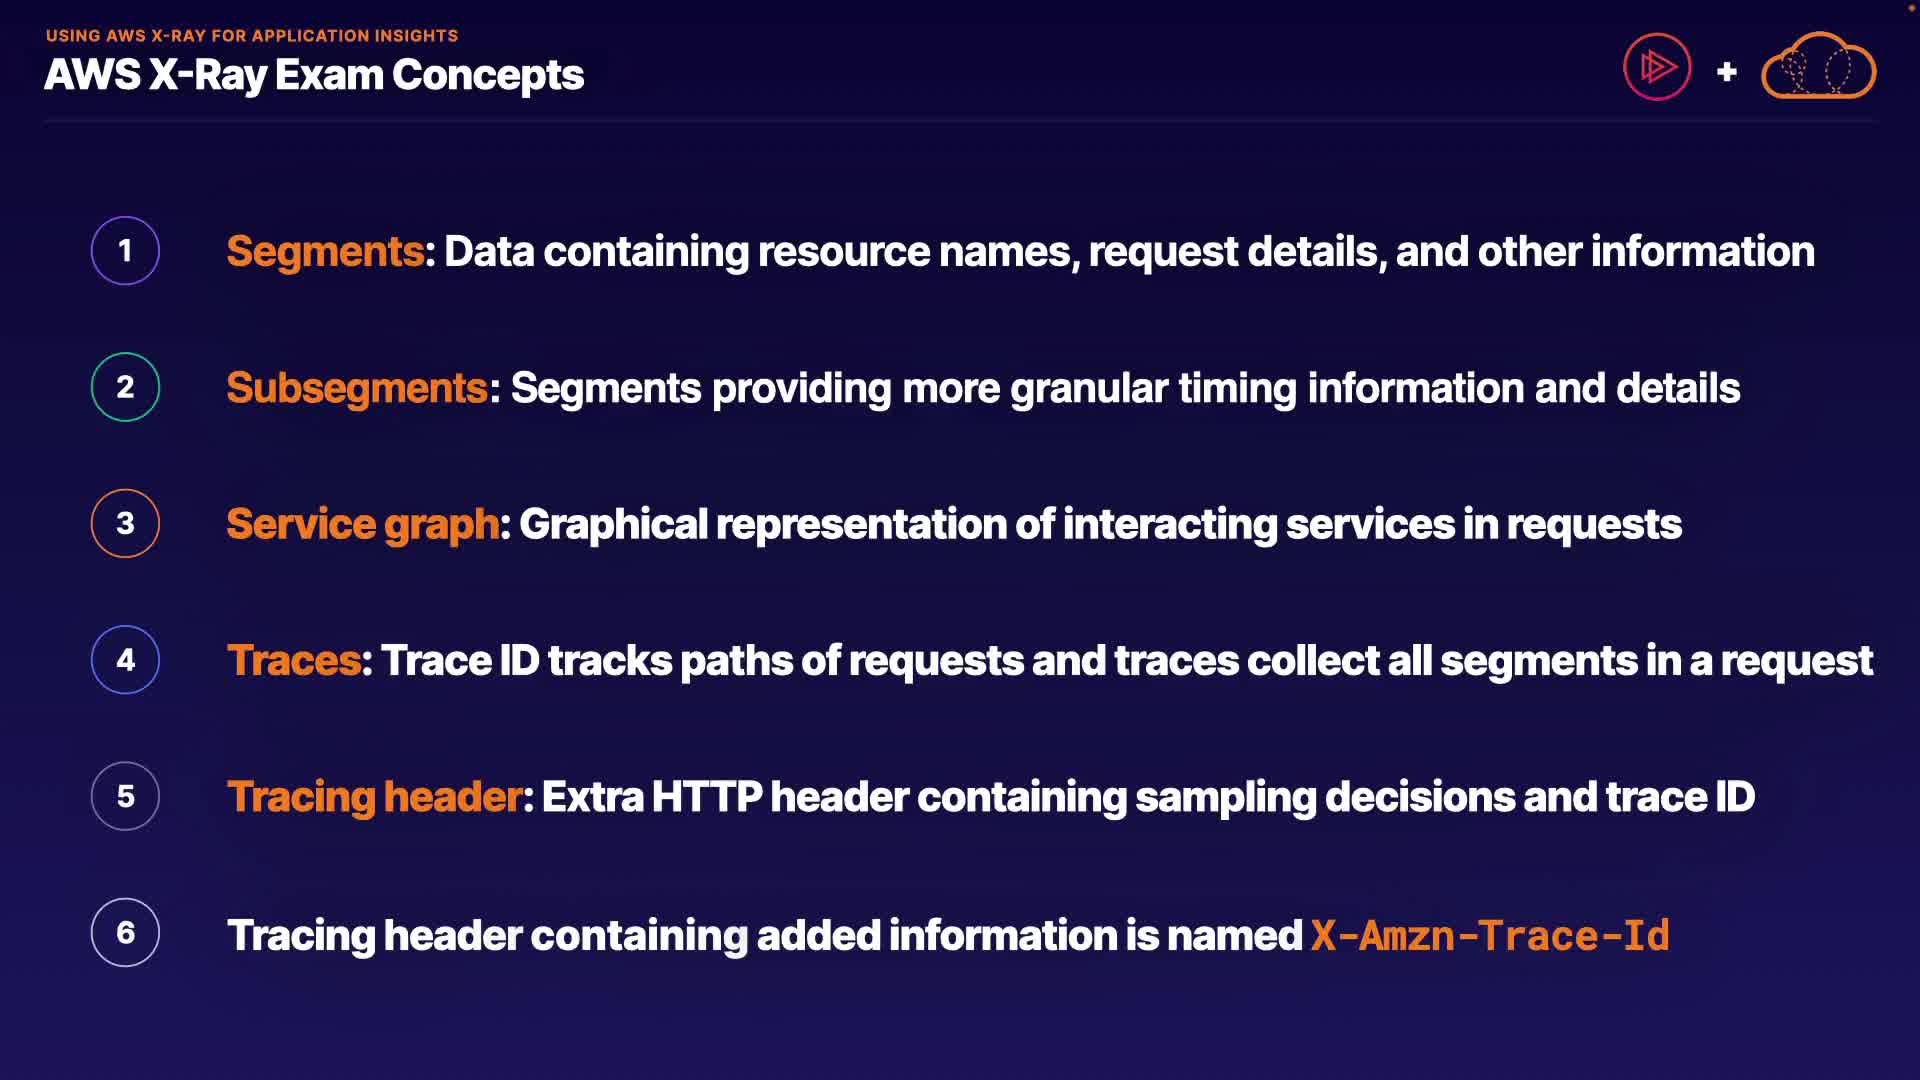 USING AWS X-RAY FOR APPLICATION INSIGHTS
AWS X-Ray Exam Concepts
+
1 Segments: Data containing resource names, request details, and other information
2 Subsegments: Segments providing more granular timing information and details
3 Service graph: Graphical representation of interacting services in requests
4 Traces: Trace ID tracks paths of requests and traces collect all segments in a request
5 Tracing header: Extra HTTP header containing sampling decisions and trace ID
6 Tracing header containing added information is named X-Amzn-Trace-Id